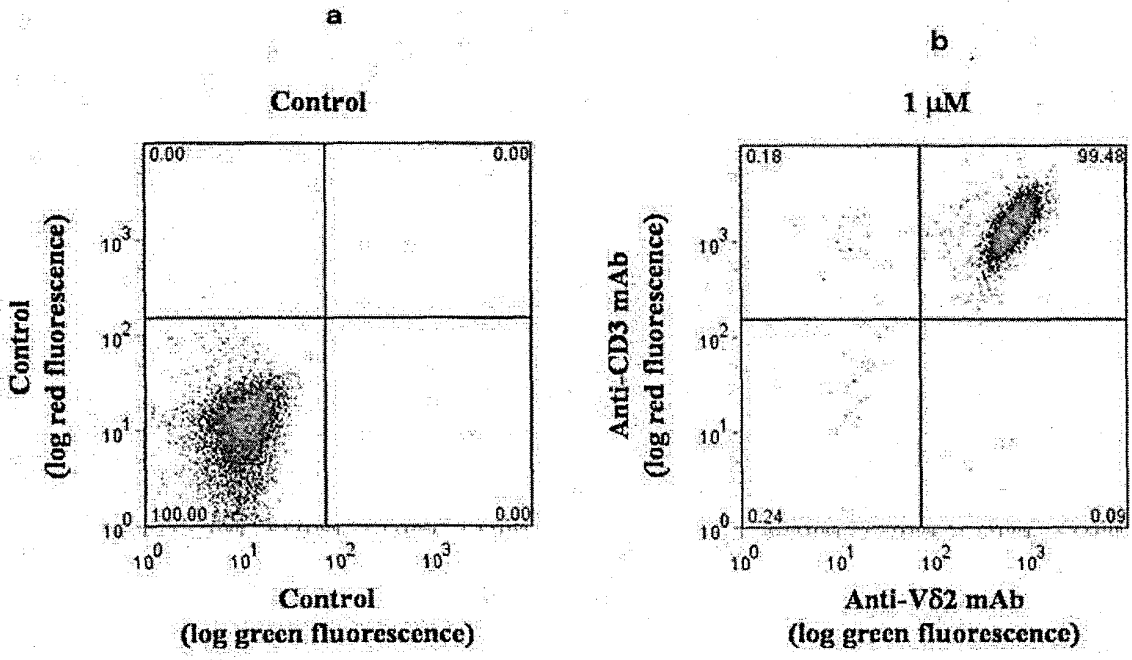 a
Control
0.00
0.00
10³
10²
10¹
10⁰
100.00
0.00
10⁰
10¹
10²
10³
Control
(log red fluorescence)
Control
(log green fluorescence)
b
1 μM
0.18
99.48
10³
10²
10¹
10⁰
0.24
0.09
10⁰
10¹
10²
10³
Anti-CD3 mAb
(log red fluorescence)
Anti-Vδ2 mAb
(log green fluorescence)